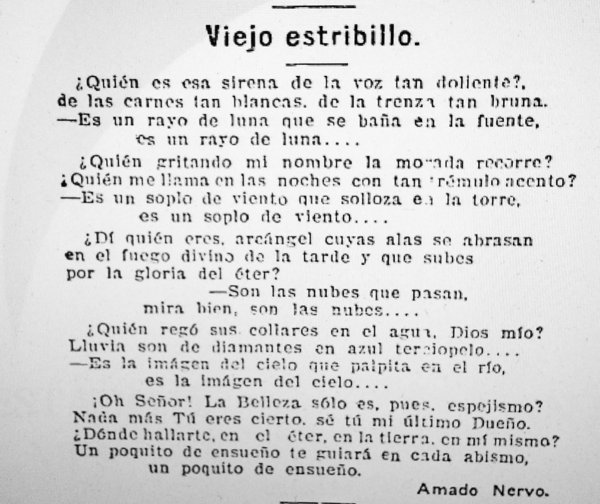 Viejo estribillo.
¿Quién es esa sirena de la voz tan doliente?,
de las carnes tan blancas, de la trenza tan bruna.
—Es un rayo de luna que se baña en la fuente,
es un rayo de luna....
¿Quién gritando mi nombre la morada recorre?
¿Quién me llama en las noches con tan trémulo acento?
—Es un soplo de viento que solloza en la torre,
es un soplo de viento....
¿Dí quién eres, arcángel cuyas alas se abrasan
en el fuego divino de la tarde y que subes
por la gloria del éter?
—Son las nubes que pasan,
mira bien, son las nubes....
¿Quién regó sus collares en el agua, Dios mío?
Lluvia son de diamantes en azul terciopelo....
—Es la imágen del cielo que palpita en el río,
es la imágen del cielo....
¡Oh Señor! La Belleza sólo es, pues, espejismo?
Nada más Tú eres cierto, sé tú mi último Dueño.
¿Dónde hallarte, en el éter, en la tierra, en mí mismo?
Un poquito de ensueño te guiará en cada abismo,
un poquito de ensueño.
Amado Nervo.